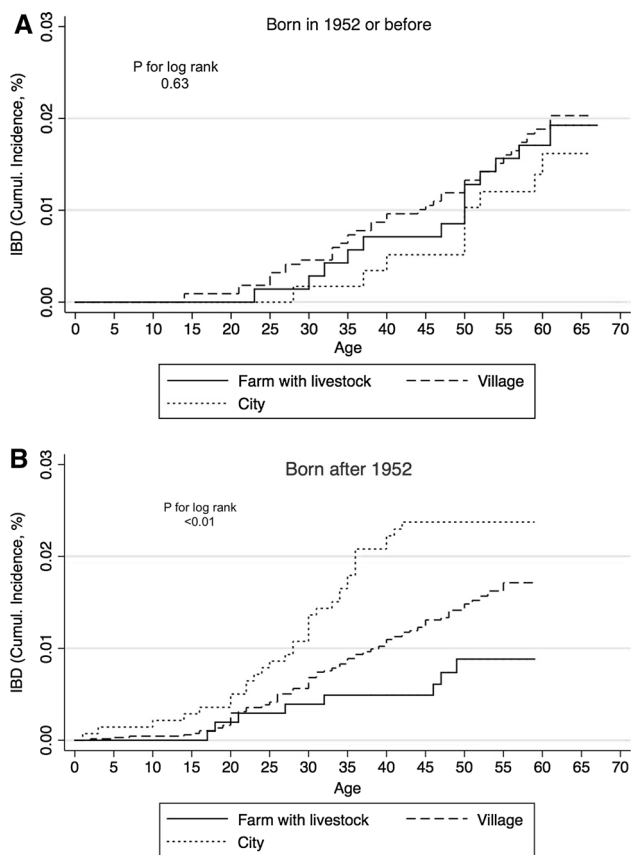 A
Born in 1952 or before
P for log rank
0.63
IBD (Cumul. Incidence, %)
0.03
0.02
0.01
0.00
0 5 10 15 20 25 30 35 40 45 50 55 60 65 70
Age
Farm with livestock Village
City
B
Born after 1952
P for log rank
<0.01
IBD (Cumul. Incidence, %)
0.03
0.02
0.01
0.00
0 5 10 15 20 25 30 35 40 45 50 55 60 65 70
Age
Farm with livestock Village
City